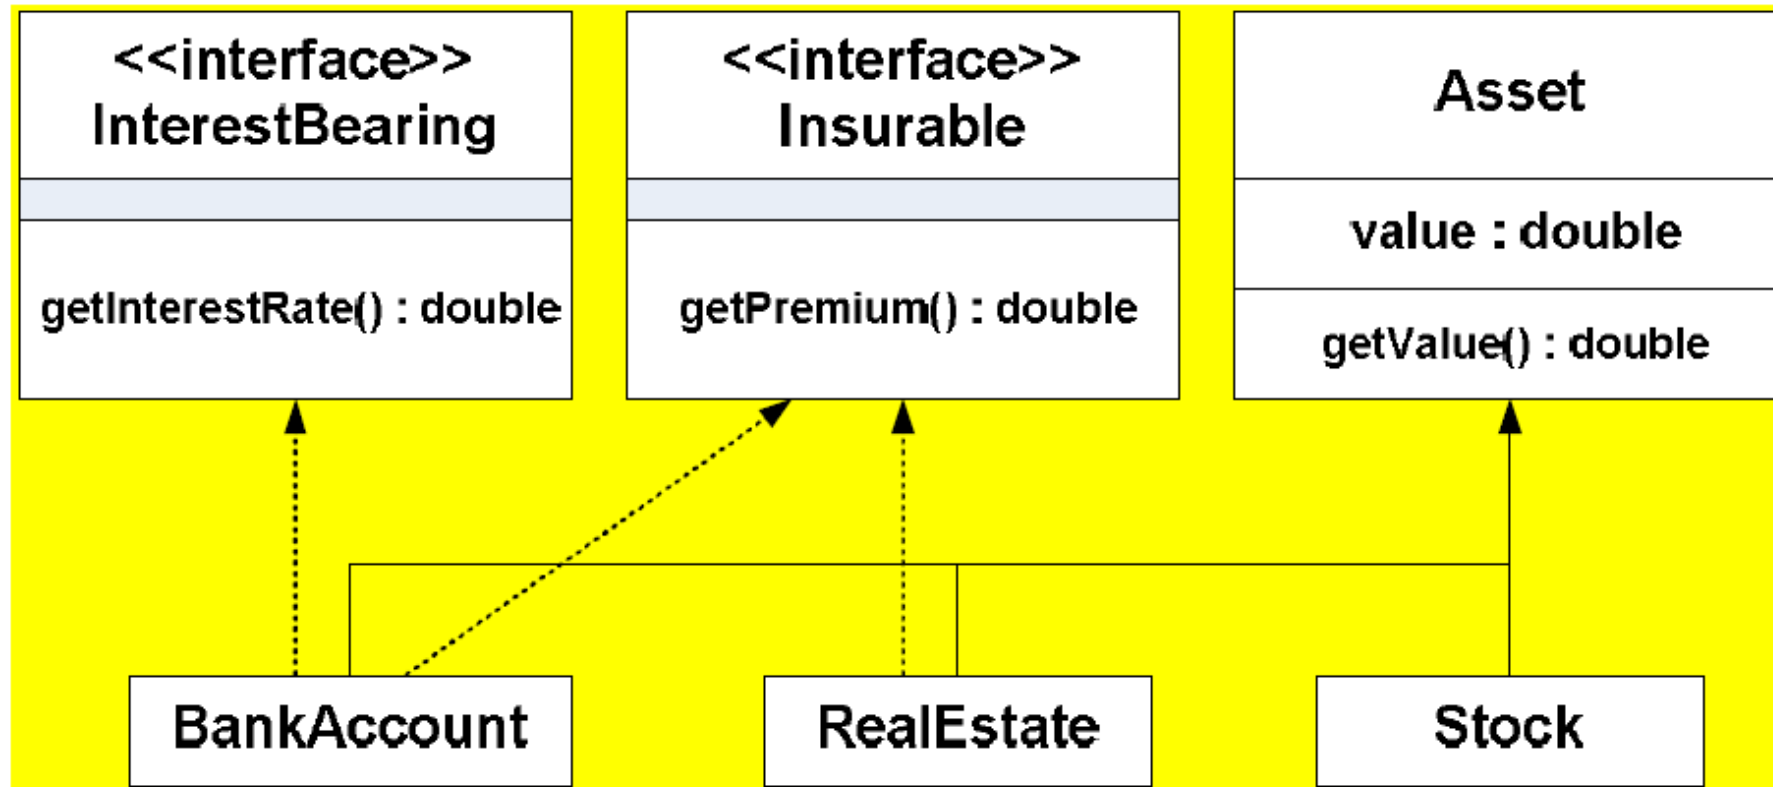 <<interface>>
InterestBearing
getInterestRate() : double
<<interface>>
Insurable
getPremium() : double
Asset
value : double
getValue() : double
BankAccount
RealEstate
Stock